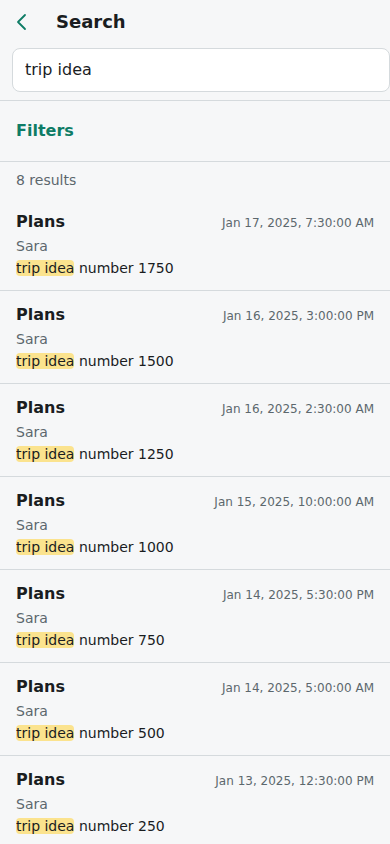 Search
trip idea
Filters
8 results
Plans
Jan 17, 2025, 7:30:00 AM
Sara
trip idea number 1750
Plans
Jan 16, 2025, 3:00:00 PM
Sara
trip idea number 1500
Plans
Jan 16, 2025, 2:30:00 AM
Sara
trip idea number 1250
Plans
Jan 15, 2025, 10:00:00 AM
Sara
trip idea number 1000
Plans
Jan 14, 2025, 5:30:00 PM
Sara
trip idea number 750
Plans
Jan 14, 2025, 5:00:00 AM
Sara
trip idea number 500
Plans
Jan 13, 2025, 12:30:00 PM
Sara
trip idea number 250